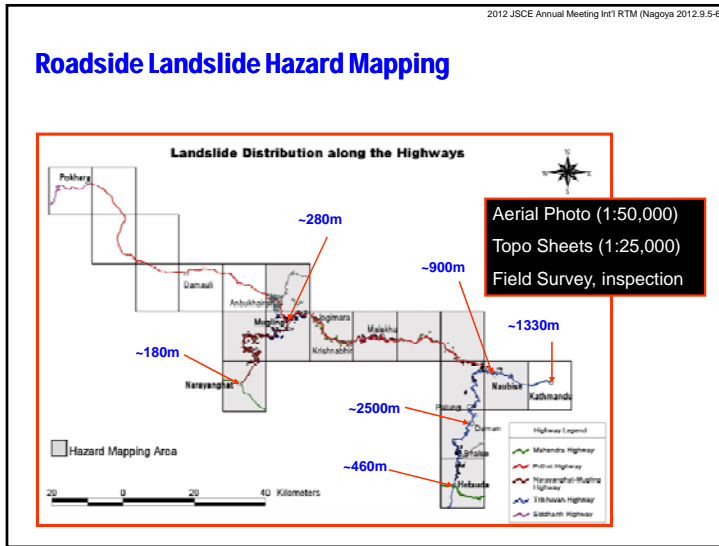 2012 JSCE Annual Meeting Int'l RTM (Nagoya 2012.9.5-6
Roadside Landslide Hazard Mapping
Landslide Distribution along the Highways
N
W
E
S
Pokhara
Aerial Photo (1:50,000)
Topo Sheets (1:25,000)
Field Survey, inspection
~280m
~900m
~1330m
Damauli
Anbukhaireni
Mugling
Jogimara
Malekhu
Krishnabhir
~180m
Narayanghat
Naubise
Kathmandu
Palung
~2500m
Daman
Bhaise
~460m
Hetauda
Hazard Mapping Area
20 0 20 40 Kilometers
Highway Legend
Mahendra Highway
Prithvi Highway
Narayanghat-Mugling
Highway
Tribhuvan Highway
Siddharth Highway